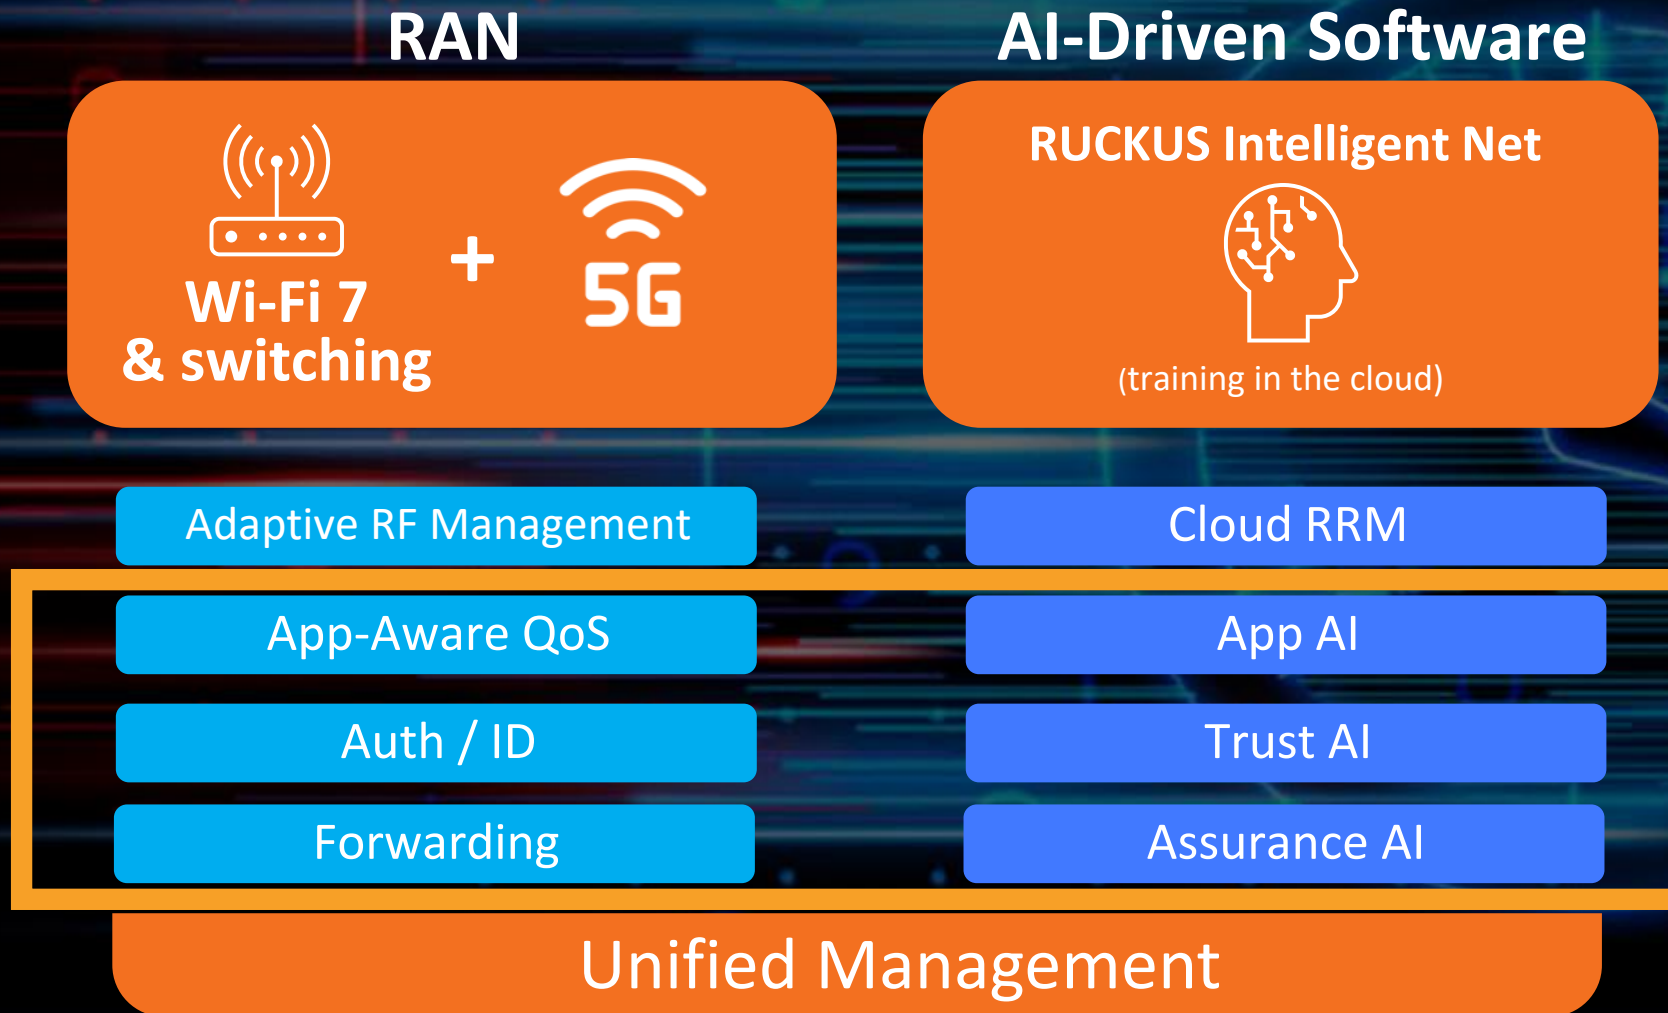 RAN
Wi-Fi 7
& switching
+
5G
Adaptive RF Management
App-Aware QoS
Auth / ID
Forwarding
AI-Driven Software
RUCKUS Intelligent Net
(training in the cloud)
Cloud RRM
App AI
Trust AI
Assurance AI
Unified Management